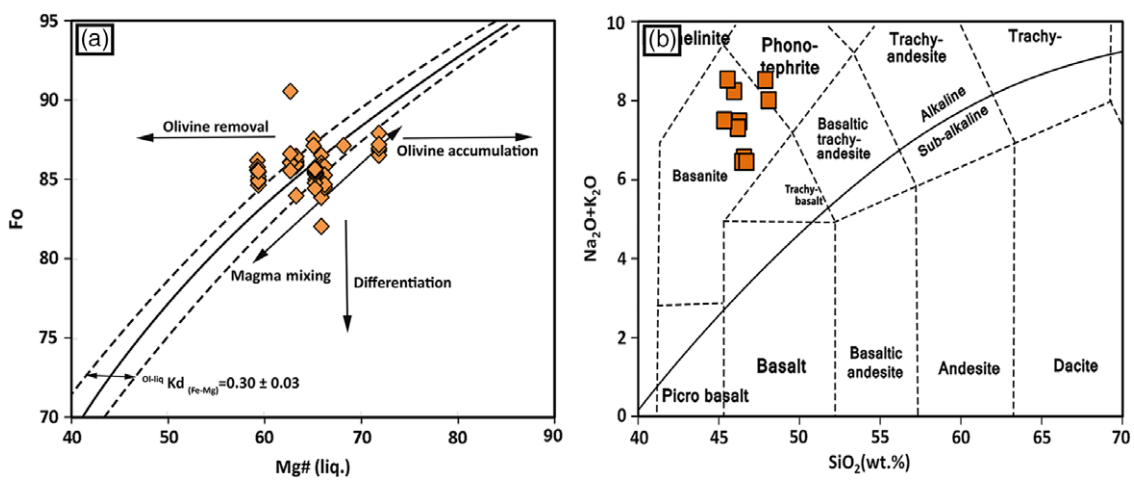 (a)
95
90
85
80
75
70
Fo
Olivine removal
Olivine accumulation
Magma mixing
Differentiation
Ol-liq Kd (Fe-Mg)=0.30 ± 0.03
40
50
60
70
80
90
Mg# (liq.)
(b)
10
8
6
4
2
0
Na2O+K2O
elinite
Phono-
tephrite
Trachy-
andesite
Trachy-
Alkaline
Sub-alkaline
Basaltic
trachy-
andesite
Basanite
Trachy-
basalt
Picro basalt
Basalt
Basaltic
andesite
Andesite
Dacite
40
45
50
55
60
65
70
SiO2(wt.%)